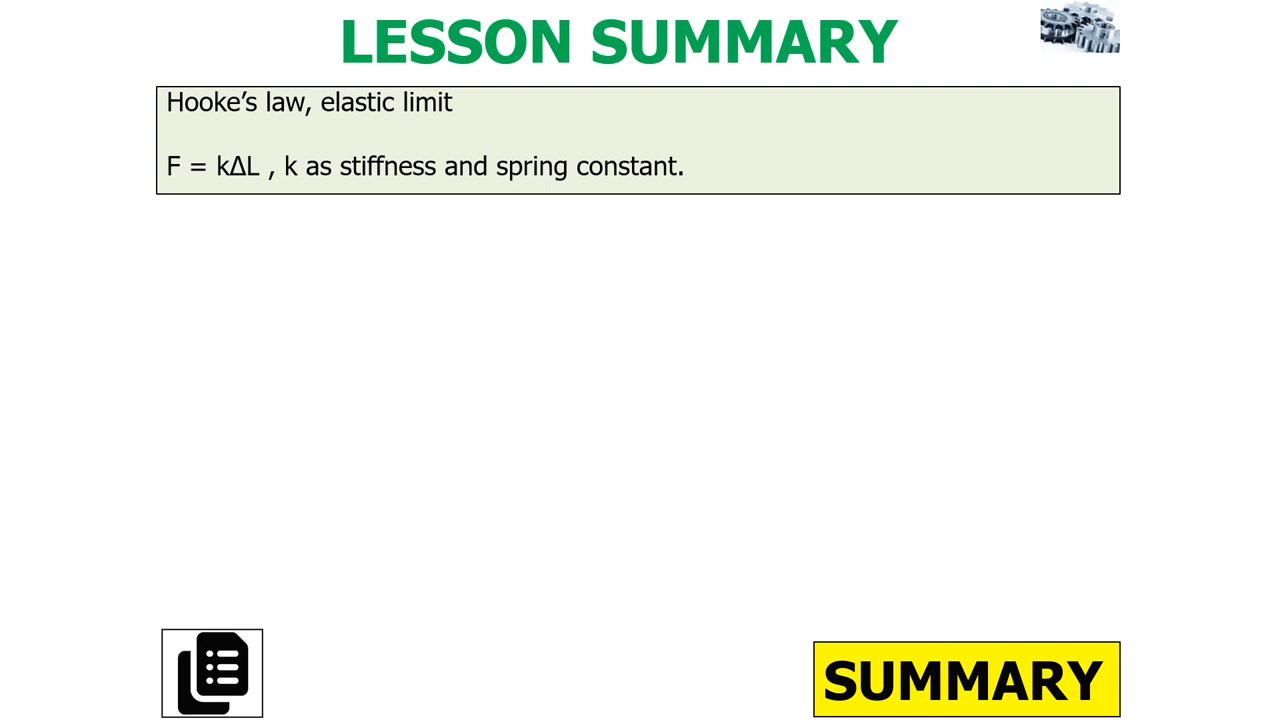 LESSON SUMMARY
Hooke’s law, elastic limit
F = kΔL , k as stiffness and spring constant.
SUMMARY